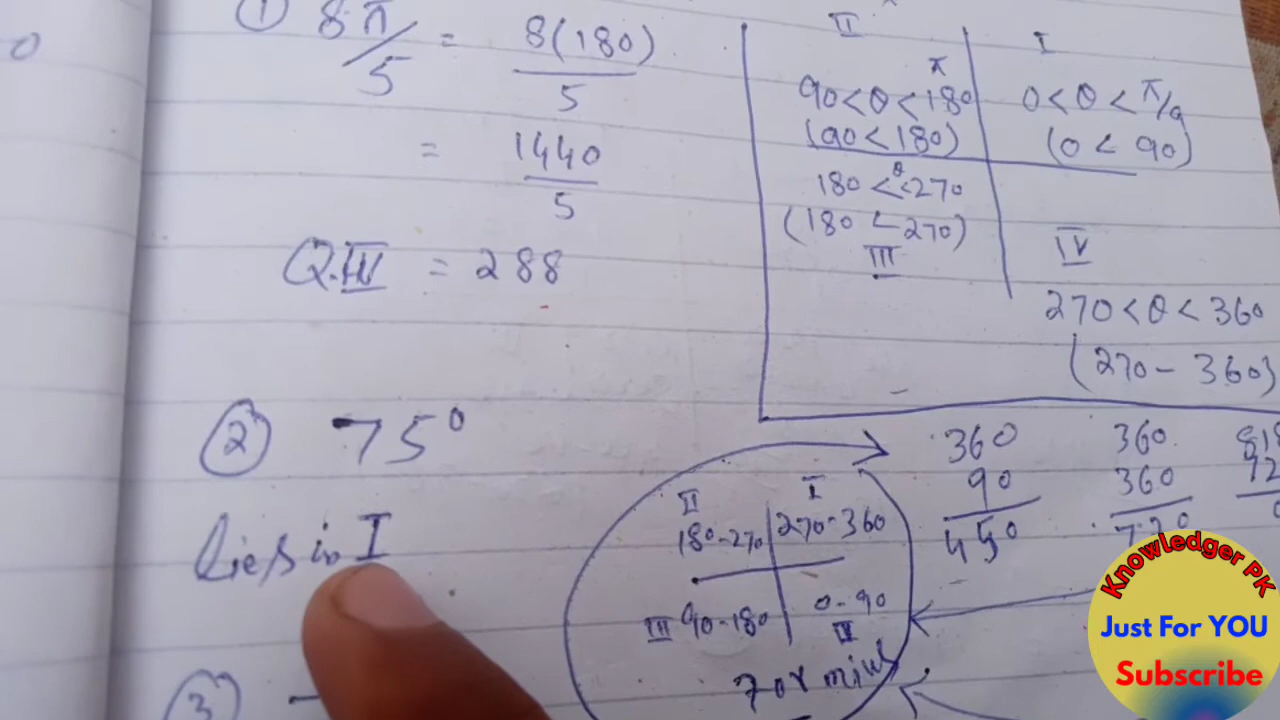 ① 8π/5 = 8(180)/5
= 1440/5
Q.IV = 288
② 75°
lies in I
③
II
I
π
90<θ<180
0<θ<π/2
(90<180)
(0<90)
180<θ<270
(180<270)
III
IV
270<θ<360
(270-360)
II
I
180-270
270-360
III 90-180
0-90
IV
360
90
450
360
360
720
Knowledger PK
Just For YOU
Subscribe